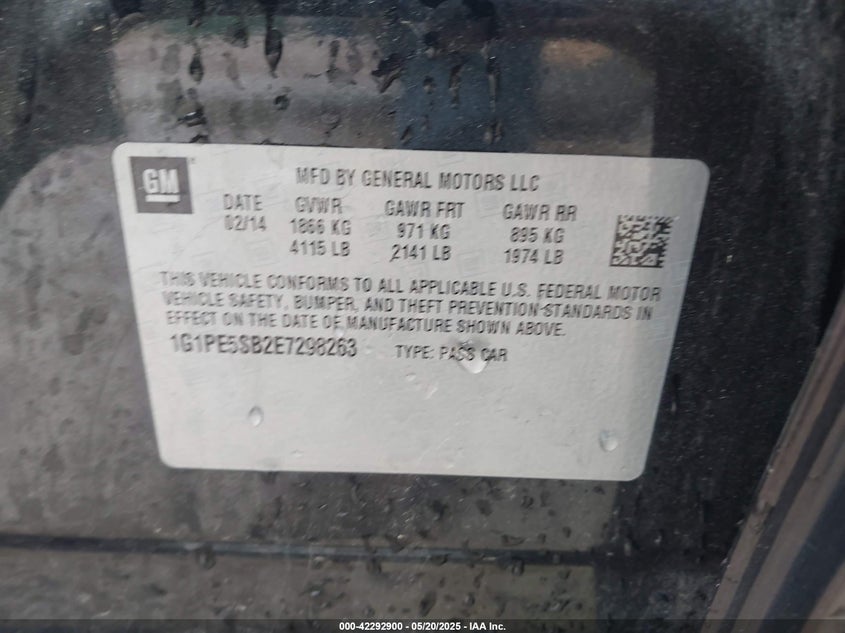 GM
MFD BY GENERAL MOTORS LLC
DATE GVWR GAWR FRT GAWR RR
02/14 1866 KG 971 KG 895 KG
4115 LB 2141 LB 1974 LB
THIS VEHICLE CONFORMS TO ALL APPLICABLE U.S. FEDERAL MOTOR
VEHICLE SAFETY, BUMPER, AND THEFT PREVENTION STANDARDS IN
EFFECT ON THE DATE OF MANUFACTURE SHOWN ABOVE.
1G1PE5SB2E7298263 TYPE: PASS CAR
000-42292900 - 05/20/2025 - IAA Inc.